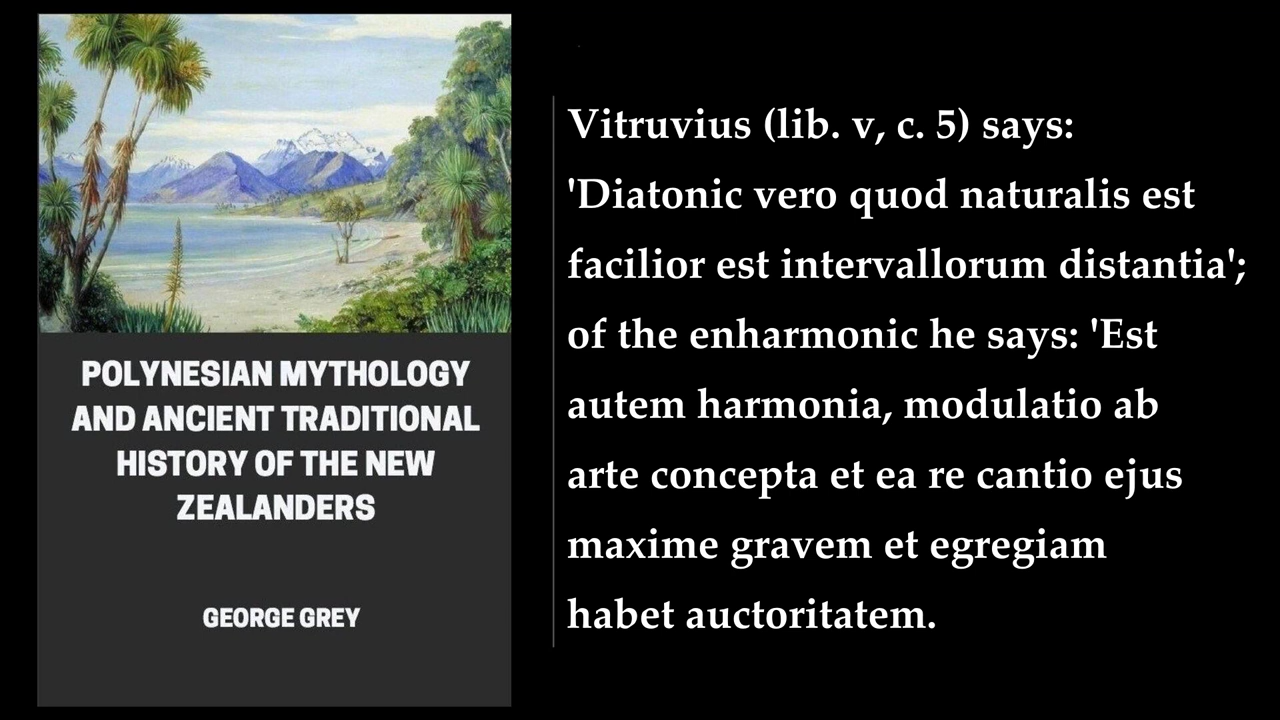 POLYNESIAN MYTHOLOGY
AND ANCIENT TRADITIONAL
HISTORY OF THE NEW
ZEALANDERS
GEORGE GREY
Vitruvius (lib. v, c. 5) says:
'Diatonic vero quod naturalis est
facilior est intervallorum distantia';
of the enharmonic he says: 'Est
autem harmonia, modulatio ab
arte concepta et ea re cantio ejus
maxime gravem et egregiam
habet auctoritatem.